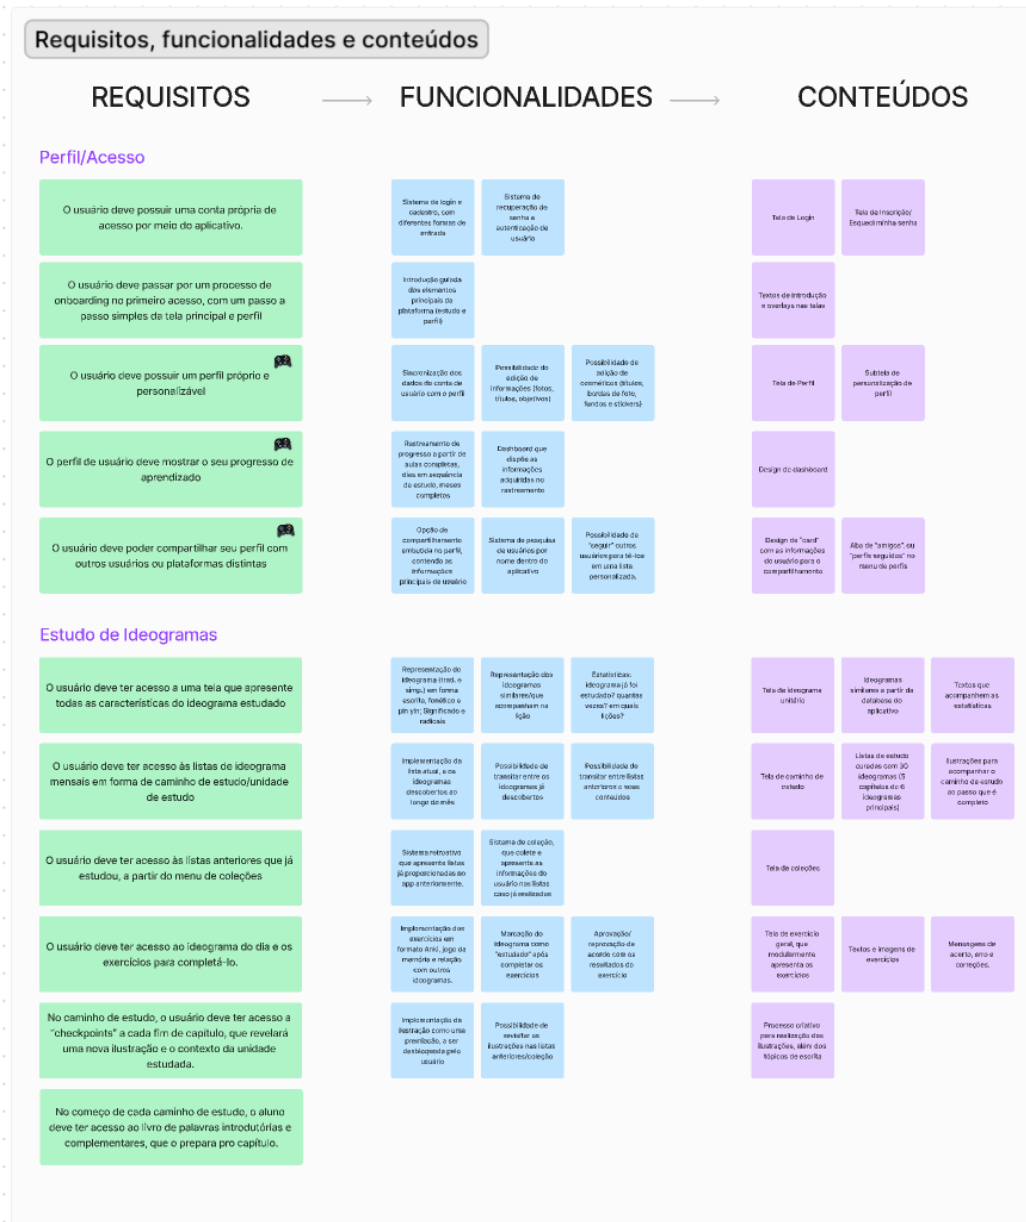 Requisitos, funcionalidades e conteúdos
REQUISITOS
FUNCIONALIDADES
CONTEÚDOS
Perfil/Acesso
O usuário deve possuir uma conta própria de
acesso por meio do aplicativo.
Sistema de login e
cadastro, com
diferentes formas de
entrada
Sistema de
recuperação de
senha e
autenticação de
usuário
Tela de Login
Tela de Inscrição/
Esqueci minha senha
O usuário deve passar por um processo de
onboarding no primeiro acesso, com um passo a
passo simples da tela principal e perfil
Introdução guiada
dos elementos
principais da
plataforma (estudo e
perfil)
Textos de introdução
e overlays nas telas
O usuário deve possuir um perfil próprio e
personalizável
Sincronização dos
dados de conta de
usuário com o perfil
Possibilidade de
edição de
informações (fotos,
títulos, objetivos)
Possibilidade de
adição de
cosméticos (títulos,
bordas de foto,
fundos e stickers)
Tela de Perfil
Subtela de
personalização de
perfil
O perfil de usuário deve mostrar o seu progresso de
aprendizado
Rastreamento de
progresso a partir de
aulas completas,
dias em sequência
de estudo, meses
completos
Dashboard que
dispõe as
informações
adquiridas no
rastreamento
Design de dashboard
O usuário deve poder compartilhar seu perfil com
outros usuários ou plataformas distintas
Opção de
compartilhamento
embutida no perfil,
contendo as
informações
principais de usuário
Sistema de pesquisa
de usuários por
nome dentro do
aplicativo
Possibilidade de
"seguir" outros
usuários para tê-los
em uma lista
personalizada.
Design de "card"
com as informações
do usuário para o
compartilhamento
Aba de "amigos", ou
"perfis seguidos" no
menu de perfis
Estudo de Ideogramas
O usuário deve ter acesso a uma tela que apresente
todas as características do ideograma estudado
Representação do
ideograma (trad. e
simp.) em forma
escrita, fonético e
pin yin; Significado e
radicais
Representação dos
ideogramas
similares/que
acompanham na
lição
Estatísticas:
ideograma já foi
estudado? quantas
vezes? em quais
lições?
Tela de ideograma
unitário
Ideogramas
similares a partir da
database do
aplicativo
Textos que
acompanhem as
estatísticas
O usuário deve ter acesso às listas de ideograma
mensais em forma de caminho de estudo/unidade
de estudo
Implementação da
lista atual, e os
ideogramas
descobertos ao
longo do mês
Possibilidade de
transitar entre os
ideogramas já
descobertos
Possibilidade de
transitar entre listas
anteriores e seus
conteúdos
Tela de caminho de
estudo
Listas de estudo
curadas com 30
ideogramas (5
capítulos de 6
ideogramas
principais)
Ilustrações para
acompanhar o
caminho de estudo
ao passo que é
completo
O usuário deve ter acesso às listas anteriores que já
estudou, a partir do menu de coleções
Sistema retroativo
que apresente listas
já proporcionadas no
app anteriormente.
Sistema de coleção,
que colete e
apresente as
informações do
usuário nas listas
caso já realizadas
Tela de coleções
O usuário deve ter acesso ao ideograma do dia e os
exercícios para completá-lo.
Implementação dos
exercícios em
formato Anki, jogo da
memória e relação
com outros
ideogramas.
Marcação do
ideograma como
"estudado" após
completar os
exercícios
Aprovação/
reprovação de
acordo com os
resultados do
exercício
Tela de exercício
geral, que
modularmente
apresenta os
exercícios
Textos e imagens de
exercícios
Mensagens de
acerto, erro e
correções.
No caminho de estudo, o usuário deve ter acesso a
"checkpoints" a cada fim de capítulo, que revelará
uma nova ilustração e o contexto da unidade
estudada.
Implementação da
ilustração como uma
premiação, a ser
desbloqueada pelo
usuário
Possibilidade de
revisitar as
ilustrações nas listas
anteriores/coleção
Processo criativo
para realização das
ilustrações, além dos
tópicos de escrita
No começo de cada caminho de estudo, o aluno
deve ter acesso ao livro de palavras introdutórias e
complementares, que o prepara pro capítulo.